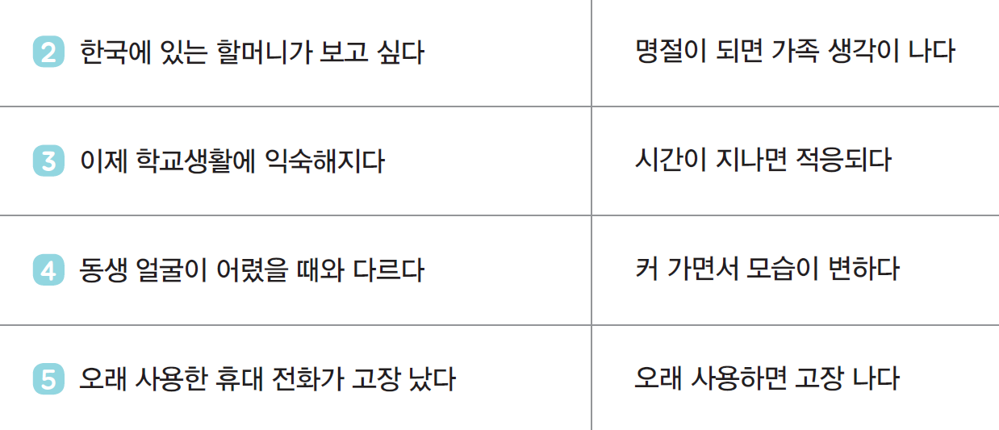 2 한국에 있는 할머니가 보고 싶다
명절이 되면 가족 생각이 나다
3 이제 학교생활에 익숙해지다
시간이 지나면 적응되다
4 동생 얼굴이 어렸을 때와 다르다
커 가면서 모습이 변하다
5 오래 사용한 휴대 전화가 고장 났다
오래 사용하면 고장 나다